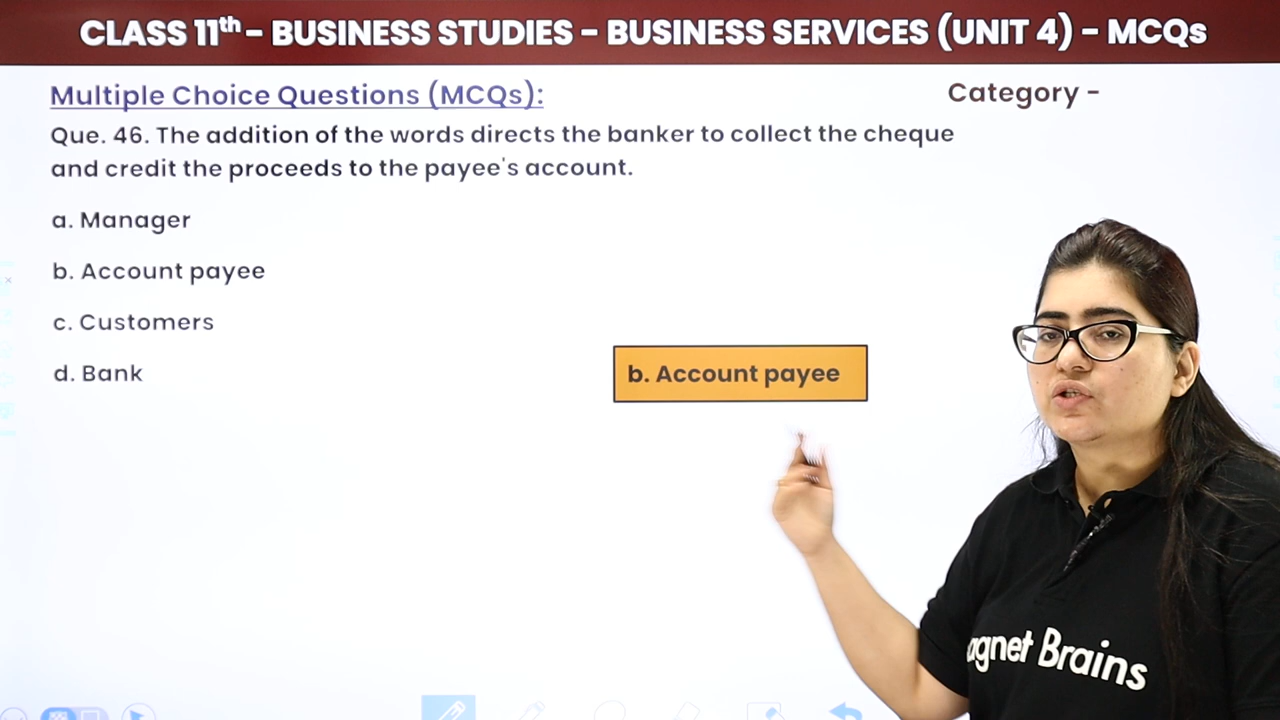 CLASS 11th - BUSINESS STUDIES - BUSINESS SERVICES (UNIT 4) - MCQs
Multiple Choice Questions (MCQs):
Category -
Que. 46. The addition of the words directs the banker to collect the cheque
and credit the proceeds to the payee's account.
a. Manager
b. Account payee
c. Customers
d. Bank
b. Account payee
agnet Brains